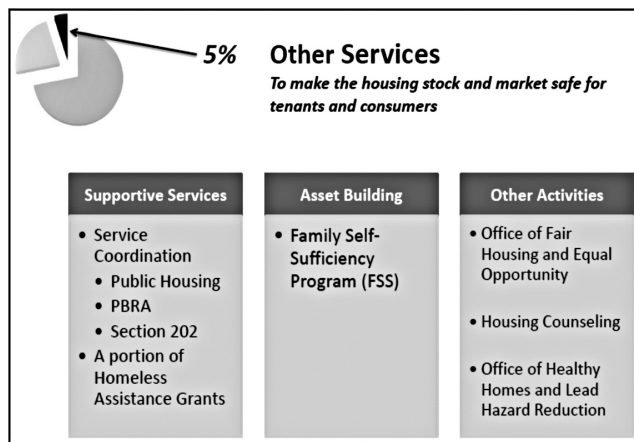 5% Other Services
To make the housing stock and market safe for
tenants and consumers
Supportive Services
• Service
Coordination
• Public Housing
• PBRA
• Section 202
• A portion of
Homeless
Assistance Grants
Asset Building
• Family Self-
Sufficiency
Program (FSS)
Other Activities
• Office of Fair
Housing and Equal
Opportunity
• Housing Counseling
• Office of Healthy
Homes and Lead
Hazard Reduction